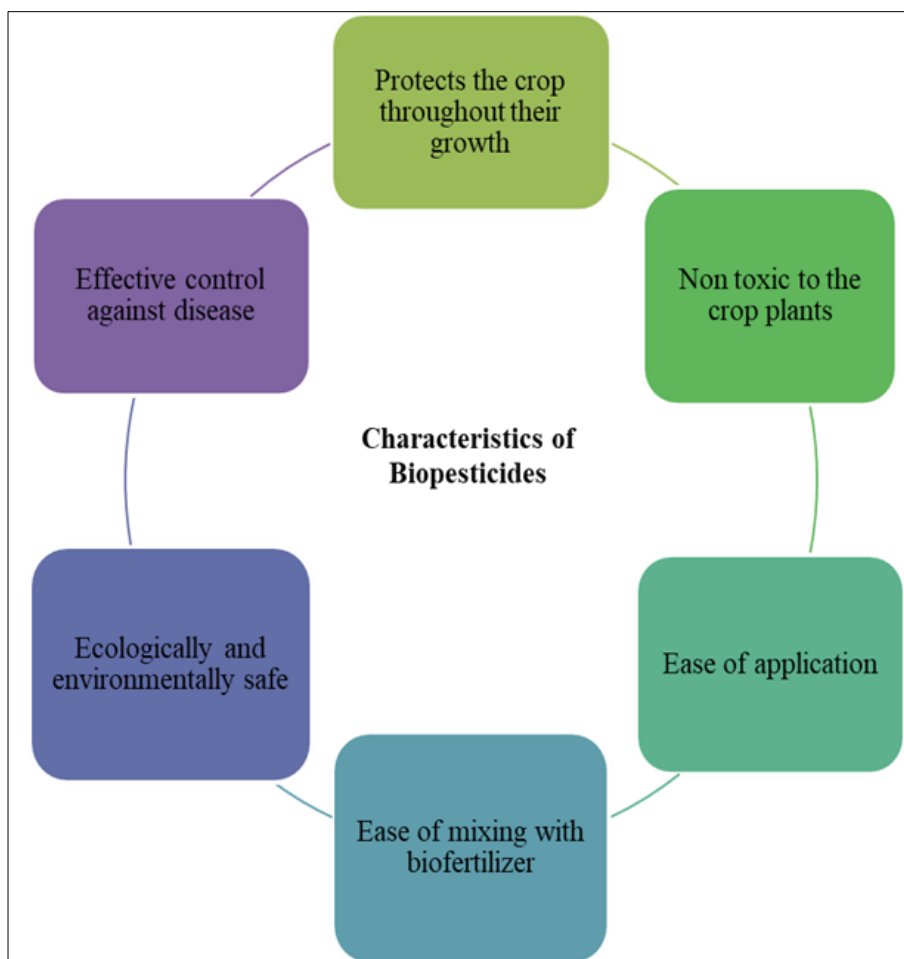 Protects the crop
throughout their
growth
Non toxic to the
crop plants
Ease of application
Ease of mixing with
biofertilizer
Ecologically and
environmentally safe
Effective control
against disease
Characteristics of
Biopesticides